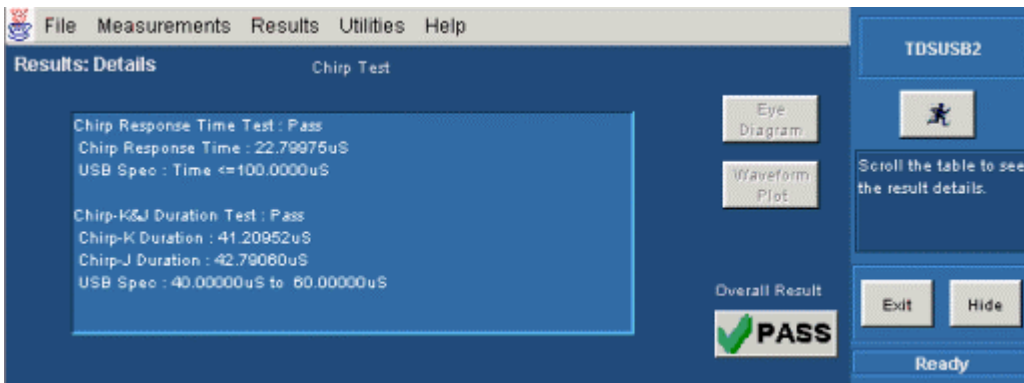 File Measurements Results Utilities Help
TDSUSB2
Results: Details
Chirp Test
Chirp Response Time Test : Pass
Chirp Response Time : 22.79975uS
USB Spec : Time <=100.0000uS
Chirp-K&J Duration Test : Pass
Chirp-K Duration : 41.20952uS
Chirp-J Duration : 42.79060uS
USB Spec : 40.00000uS to 60.00000uS
Eye
Diagram
Waveform
Plot
Scroll the table to see
the result details.
Overall Result
PASS
Exit
Hide
Ready